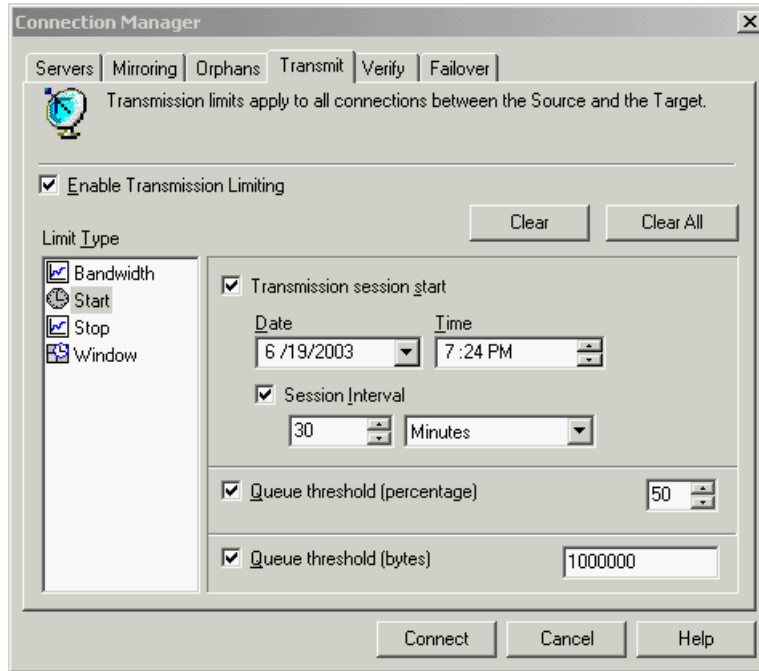 Connection Manager
Servers Mirroring Orphans Transmit Verify Failover
Transmission limits apply to all connections between the Source and the Target.
Enable Transmission Limiting
Clear Clear All
Limit Type
Bandwidth
Start
Stop
Window
Transmission session start
Date Time
6 /19/2003 7 :24 PM
Session Interval
30 Minutes
Queue threshold (percentage) 50
Queue threshold (bytes) 1000000
Connect Cancel Help